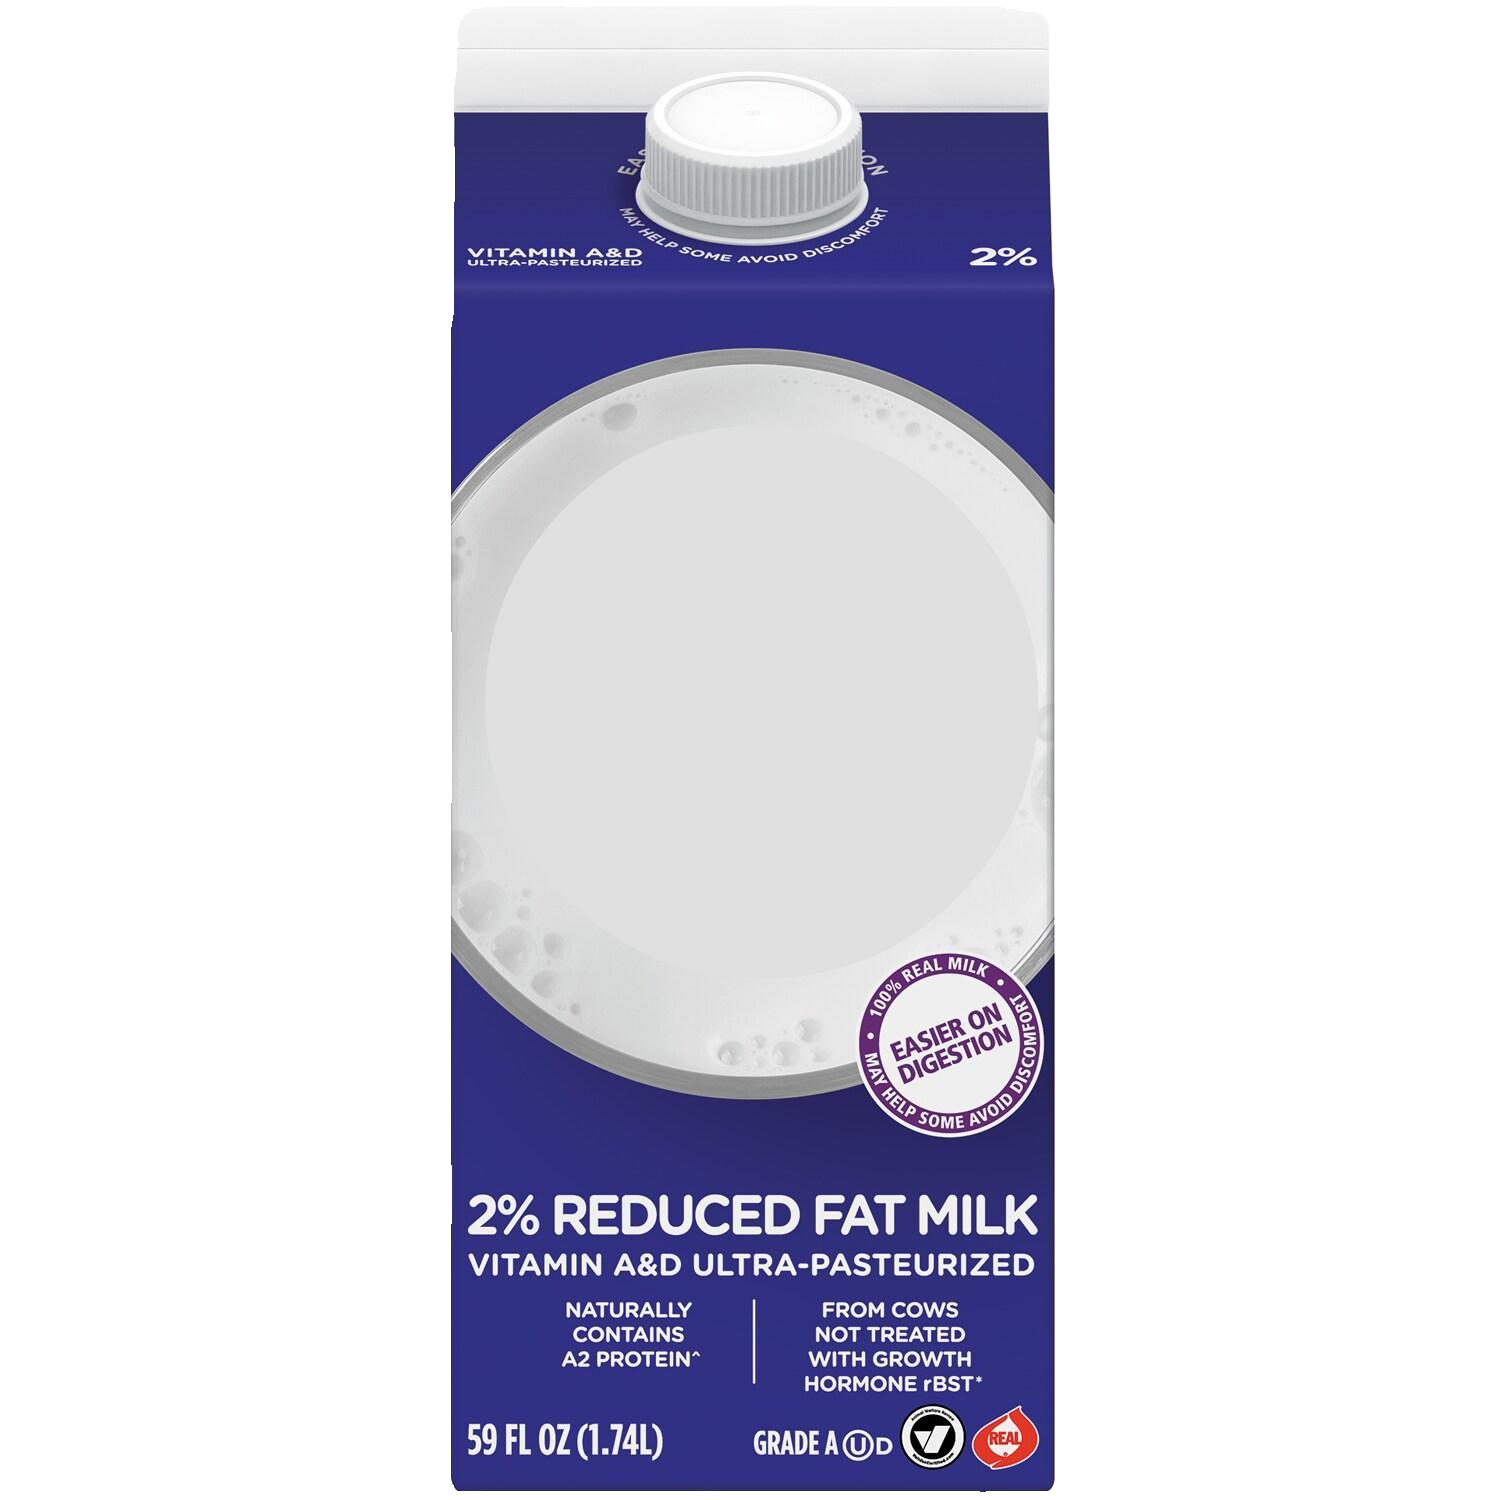 VITAMIN A&D
ULTRA-PASTEURIZED
MAY HELP SOME AVOID DISCOMFORT
2%
100% REAL MILK
EASIER ON
DIGESTION
MAY HELP SOME AVOID DISCOMFORT
2% REDUCED FAT MILK
VITAMIN A&D ULTRA-PASTEURIZED
NATURALLY
CONTAINS
A2 PROTEIN^
FROM COWS
NOT TREATED
WITH GROWTH
HORMONE rBST*
59 FL OZ (1.74L)
GRADE A U D
REAL